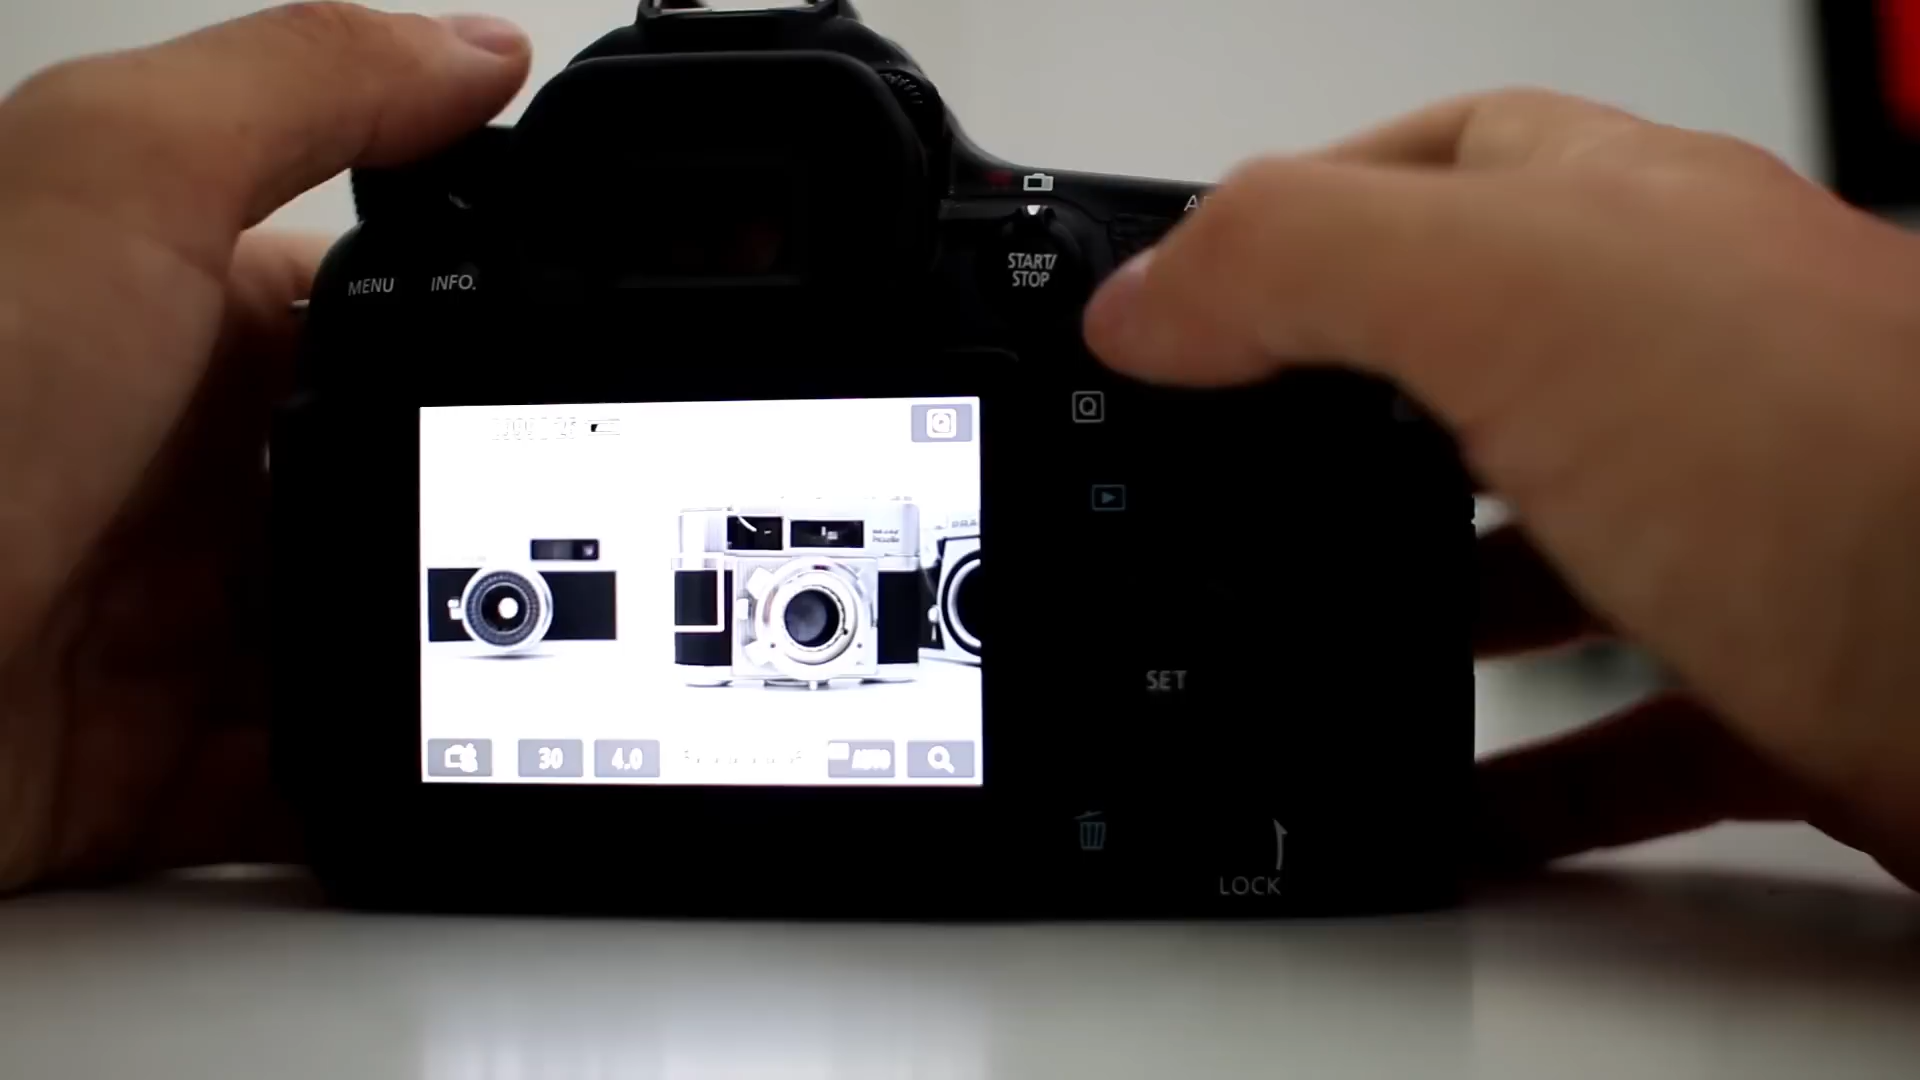 MENU INFO.
START/
STOP
Q
30 4.0 AUTO
SET
LOCK